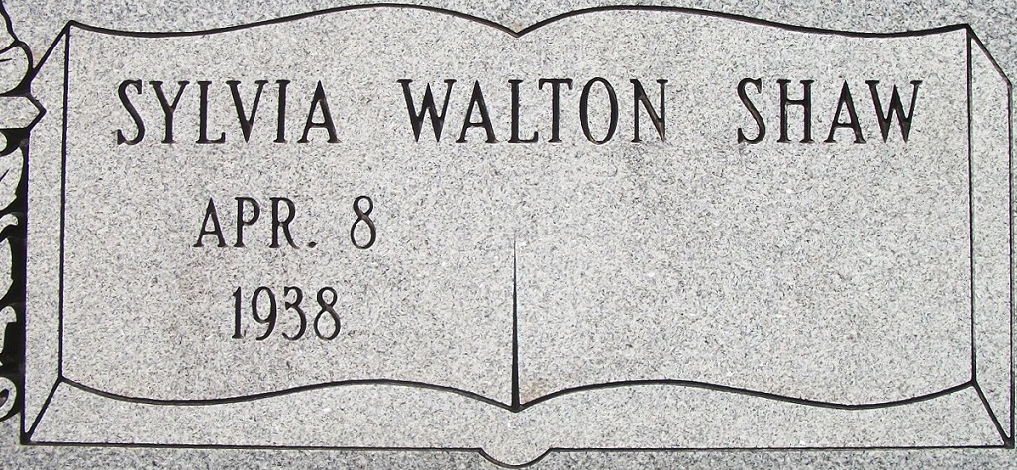 SYLVIA WALTON SHAW
APR. 8
1938